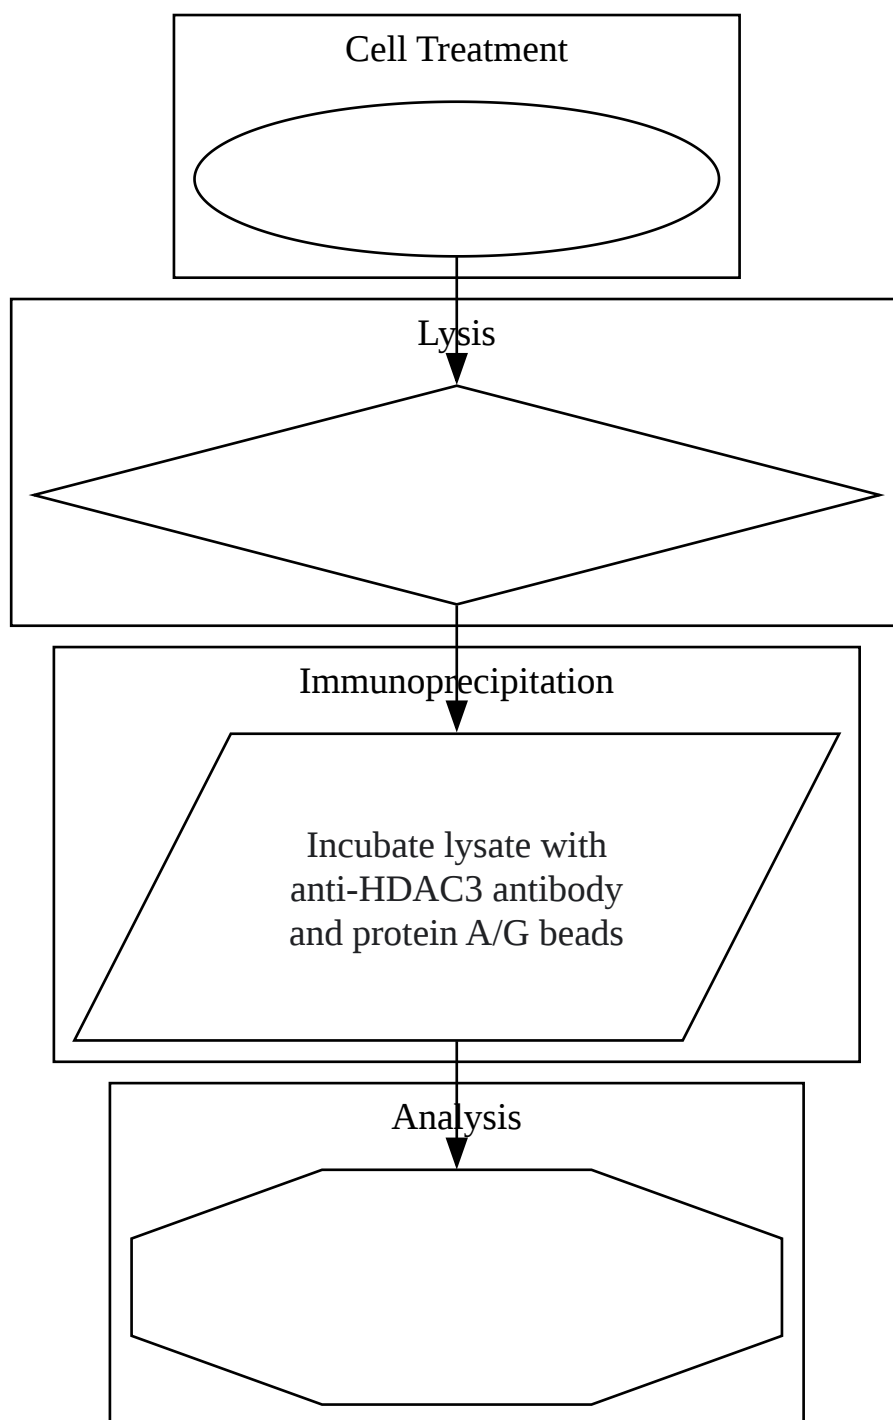 Cell Treatment
Lysis
Immunoprecipitation
Incubate lysate with
anti-HDAC3 antibody
and protein A/G beads
Analysis